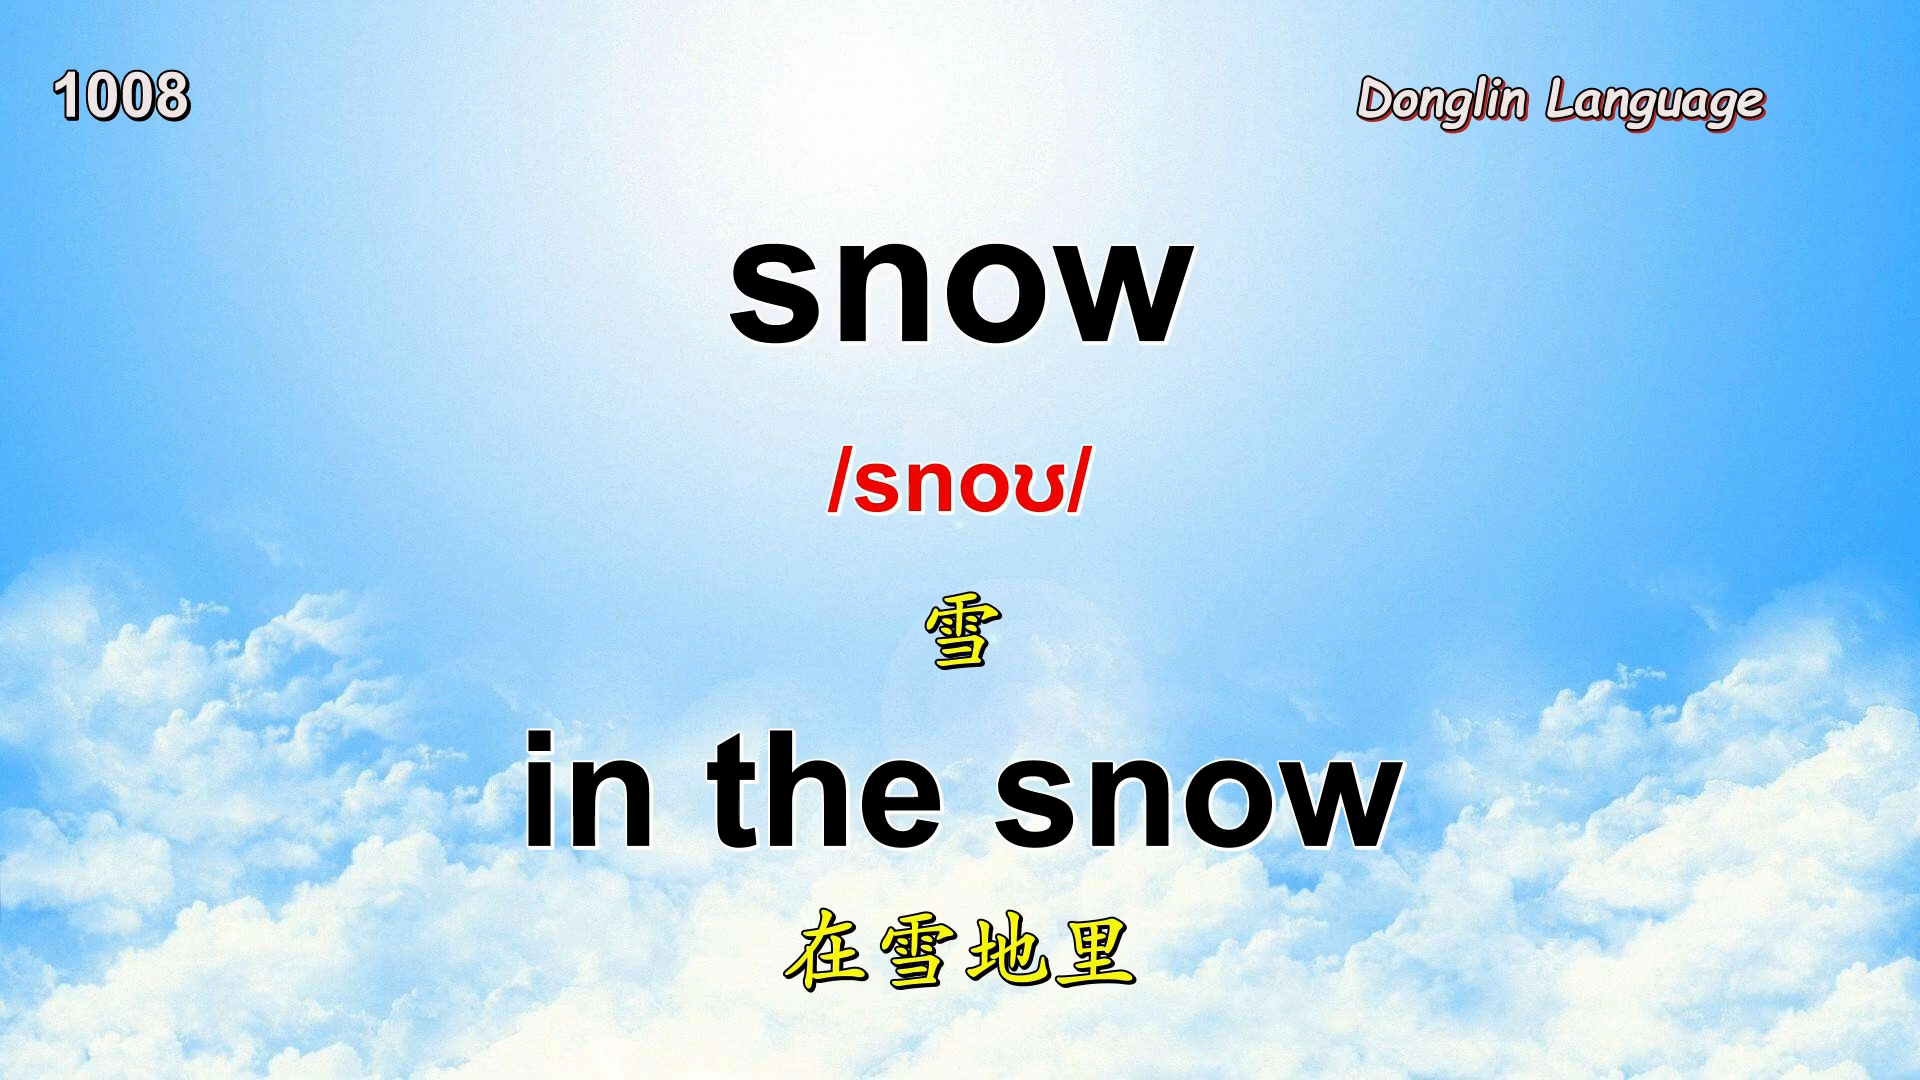 1008
Donglin Language
snow
/snoʊ/
雪
in the snow
在雪地里